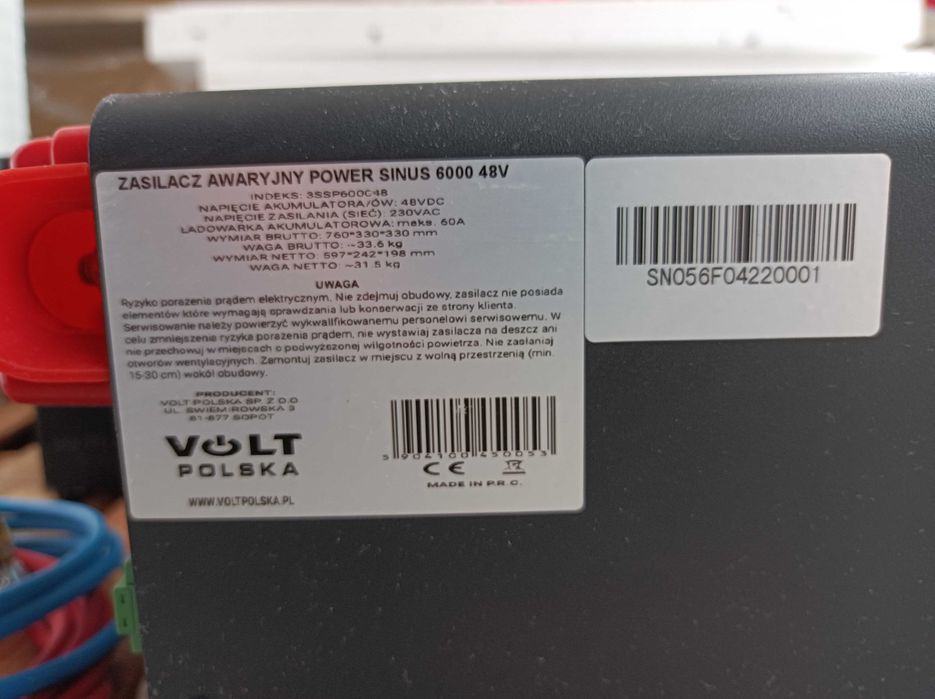 ZASILACZ AWARYJNY POWER SINUS 6000 48V
INDEKS: 3SSP600048
NAPIĘCIE AKUMULATORA/ÓW: 48VDC
NAPIĘCIE ZASILANIA (SIEĆ): 230VAC
ŁADOWARKA AKUMULATOROWA: maks. 60A
WYMIAR BRUTTO: 760*330*330 mm
WAGA BRUTTO: ~33.6 kg
WYMIAR NETTO: 597*242*198 mm
WAGA NETTO: ~31.5 kg
UWAGA
Ryzyko porażenia prądem elektrycznym. Nie zdejmuj obudowy, zasilacz nie posiada
elementów które wymagają sprawdzania lub konserwacji ze strony klienta.
Serwisowanie należy powierzyć wykwalifikowanemu personelowi serwisowemu. W
celu zmniejszenie ryzyka porażenia prądem, nie wystawiaj zasilacza na deszcz ani
nie przechowuj w miejscach o podwyższonej wilgotności powietrza. Nie zasłaniaj
otworów wentylacyjnych. Zamontuj zasilacz w miejscu z wolną przestrzenią (min.
15-30 cm) wokół obudowy.
PRODUCENT:
VOLT POLSKA SP. Z O.O
UL. ŚWIEMIROWSKA 3
81-877 SOPOT
VOLT
POLSKA
WWW.VOLTPOLSKA.PL
5 904100 450053
CE
MADE IN P.R.C.
SN056F04220001